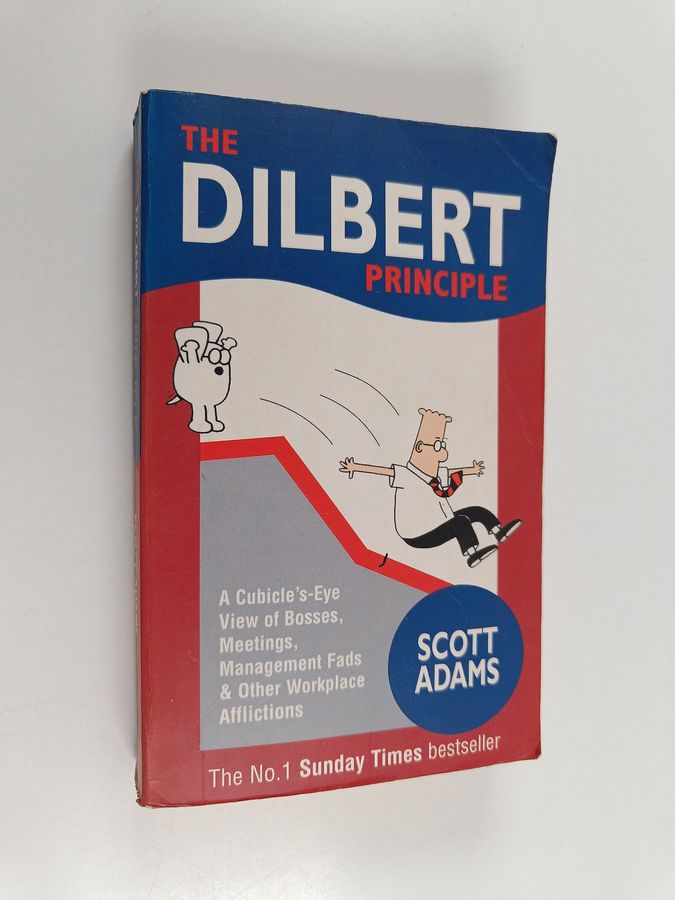 THE
DILBERT
PRINCIPLE
A Cubicle's-Eye
View of Bosses,
Meetings,
Management Fads
& Other Workplace
Afflictions
SCOTT
ADAMS
The No.1 Sunday Times bestseller